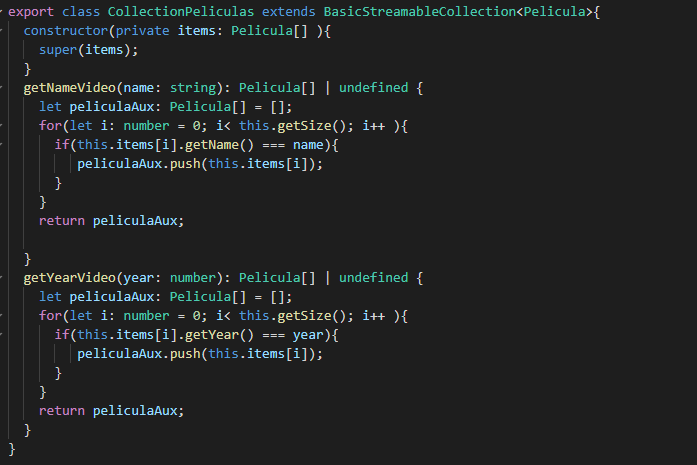 export class CollectionPeliculas extends BasicStreamableCollection<Pelicula>{
  constructor(private items: Pelicula[] ){
    super(items);
  }
  getNameVideo(name: string): Pelicula[] | undefined {
    let peliculaAux: Pelicula[] = [];
    for(let i: number = 0; i< this.getSize(); i++ ){
      if(this.items[i].getName() === name){
         peliculaAux.push(this.items[i]);
      }
    }
    return peliculaAux;

  }
  getYearVideo(year: number): Pelicula[] | undefined {
    let peliculaAux: Pelicula[] = [];
    for(let i: number = 0; i< this.getSize(); i++ ){
      if(this.items[i].getYear() === year){
         peliculaAux.push(this.items[i]);
      }
    }
    return peliculaAux;
  }
}